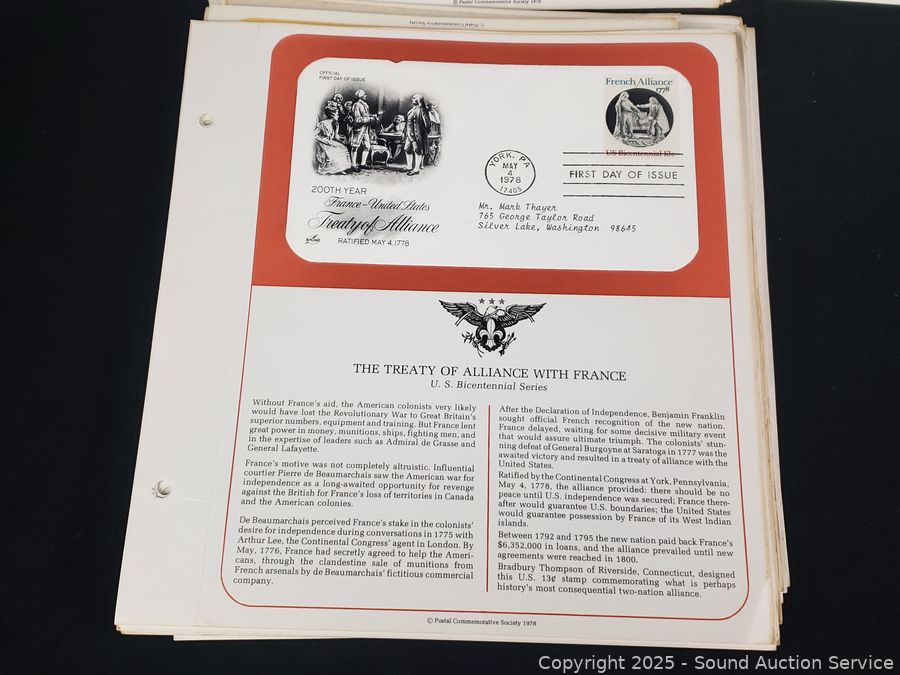 © Postal Commemorative Society 1978
© Postal Commemorative Society
OFFICIAL
FIRST DAY OF ISSUE
French Alliance
1778
US Bicentennial 13c
YORK, PA
MAY
4
1978
17405
FIRST DAY OF ISSUE
200TH YEAR
France-United States
Treaty of Alliance
RATIFIED MAY 4, 1778
Mr. Mark Thayer
765 George Taylor Road
Silver Lake, Washington 98645
THE TREATY OF ALLIANCE WITH FRANCE
U. S. Bicentennial Series
Without France's aid, the American colonists very likely
would have lost the Revolutionary War to Great Britain's
superior numbers, equipment and training. But France lent
great power in money, munitions, ships, fighting men, and
in the expertise of leaders such as Admiral de Grasse and
General Lafayette.
France's motive was not completely altruistic. Influential
courtier Pierre de Beaumarchais saw the American war for
independence as a long-awaited opportunity for revenge
against the British for France's loss of territories in Canada
and the American colonies.
De Beaumarchais perceived France's stake in the colonists'
desire for independence during conversations in 1775 with
Arthur Lee, the Continental Congress' agent in London. By
May, 1776, France had secretly agreed to help the Ameri-
cans, through the clandestine sale of munitions from
French arsenals by de Beaumarchais' fictitious commercial
company.
After the Declaration of Independence, Benjamin Franklin
sought official French recognition of the new nation.
France delayed, waiting for some decisive military event
that would assure ultimate triumph. The colonists' stun-
ning defeat of General Burgoyne at Saratoga in 1777 was the
awaited victory and resulted in a treaty of alliance with the
United States.
Ratified by the Continental Congress at York, Pennsylvania,
May 4, 1778, the alliance provided: there should be no
peace until U.S. independence was secured; France there-
after would guarantee U.S. boundaries; the United States
would guarantee possession by France of its West Indian
islands.
Between 1792 and 1795 the new nation paid back France's
$6,352,000 in loans, and the alliance prevailed until new
agreements were reached in 1800.
Bradbury Thompson of Riverside, Connecticut, designed
this U.S. 13¢ stamp commemorating what is perhaps
history's most consequential two-nation alliance.
© Postal Commemorative Society 1978
Copyright 2025 - Sound Auction Service